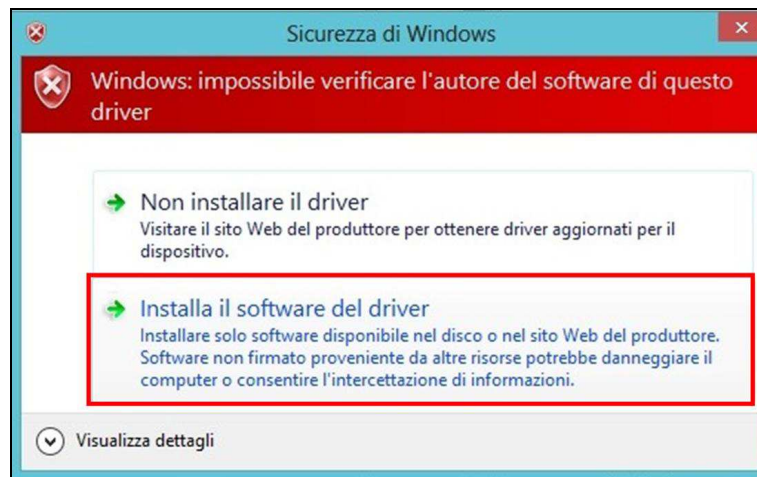 Sicurezza di Windows
Windows: impossibile verificare l'autore del software di questo
driver
Non installare il driver
Visitare il sito Web del produttore per ottenere driver aggiornati per il
dispositivo.
Installa il software del driver
Installare solo software disponibile nel disco o nel sito Web del produttore.
Software non firmato proveniente da altre risorse potrebbe danneggiare il
computer o consentire l'intercettazione di informazioni.
Visualizza dettagli